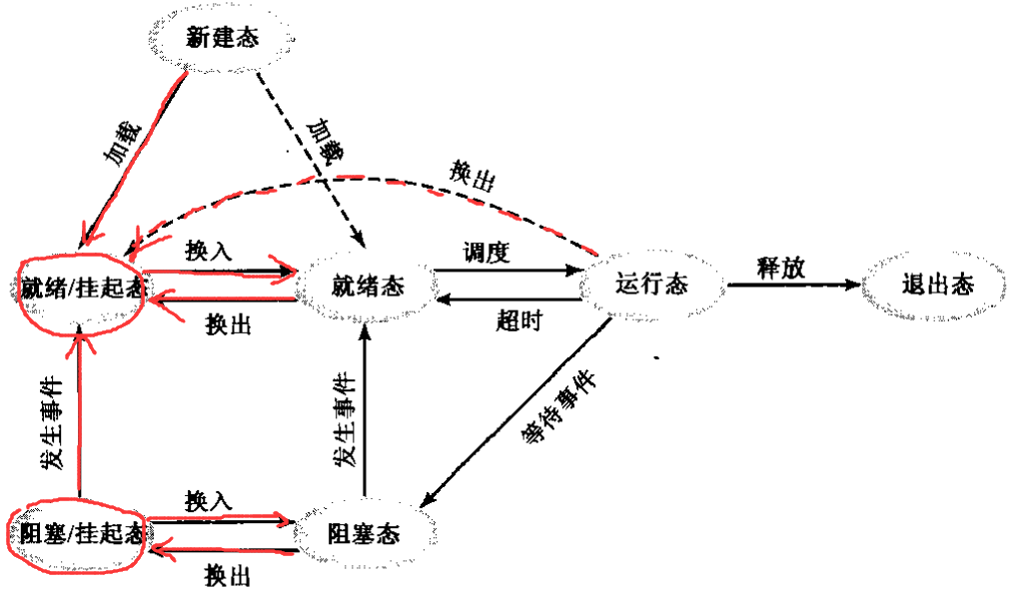 新建态
加载
加载
换出
换入
调度
释放
就绪/挂起态
就绪态
运行态
退出态
换出
超时
发生事件
发生事件
等待事件
换入
阻塞/挂起态
阻塞态
换出